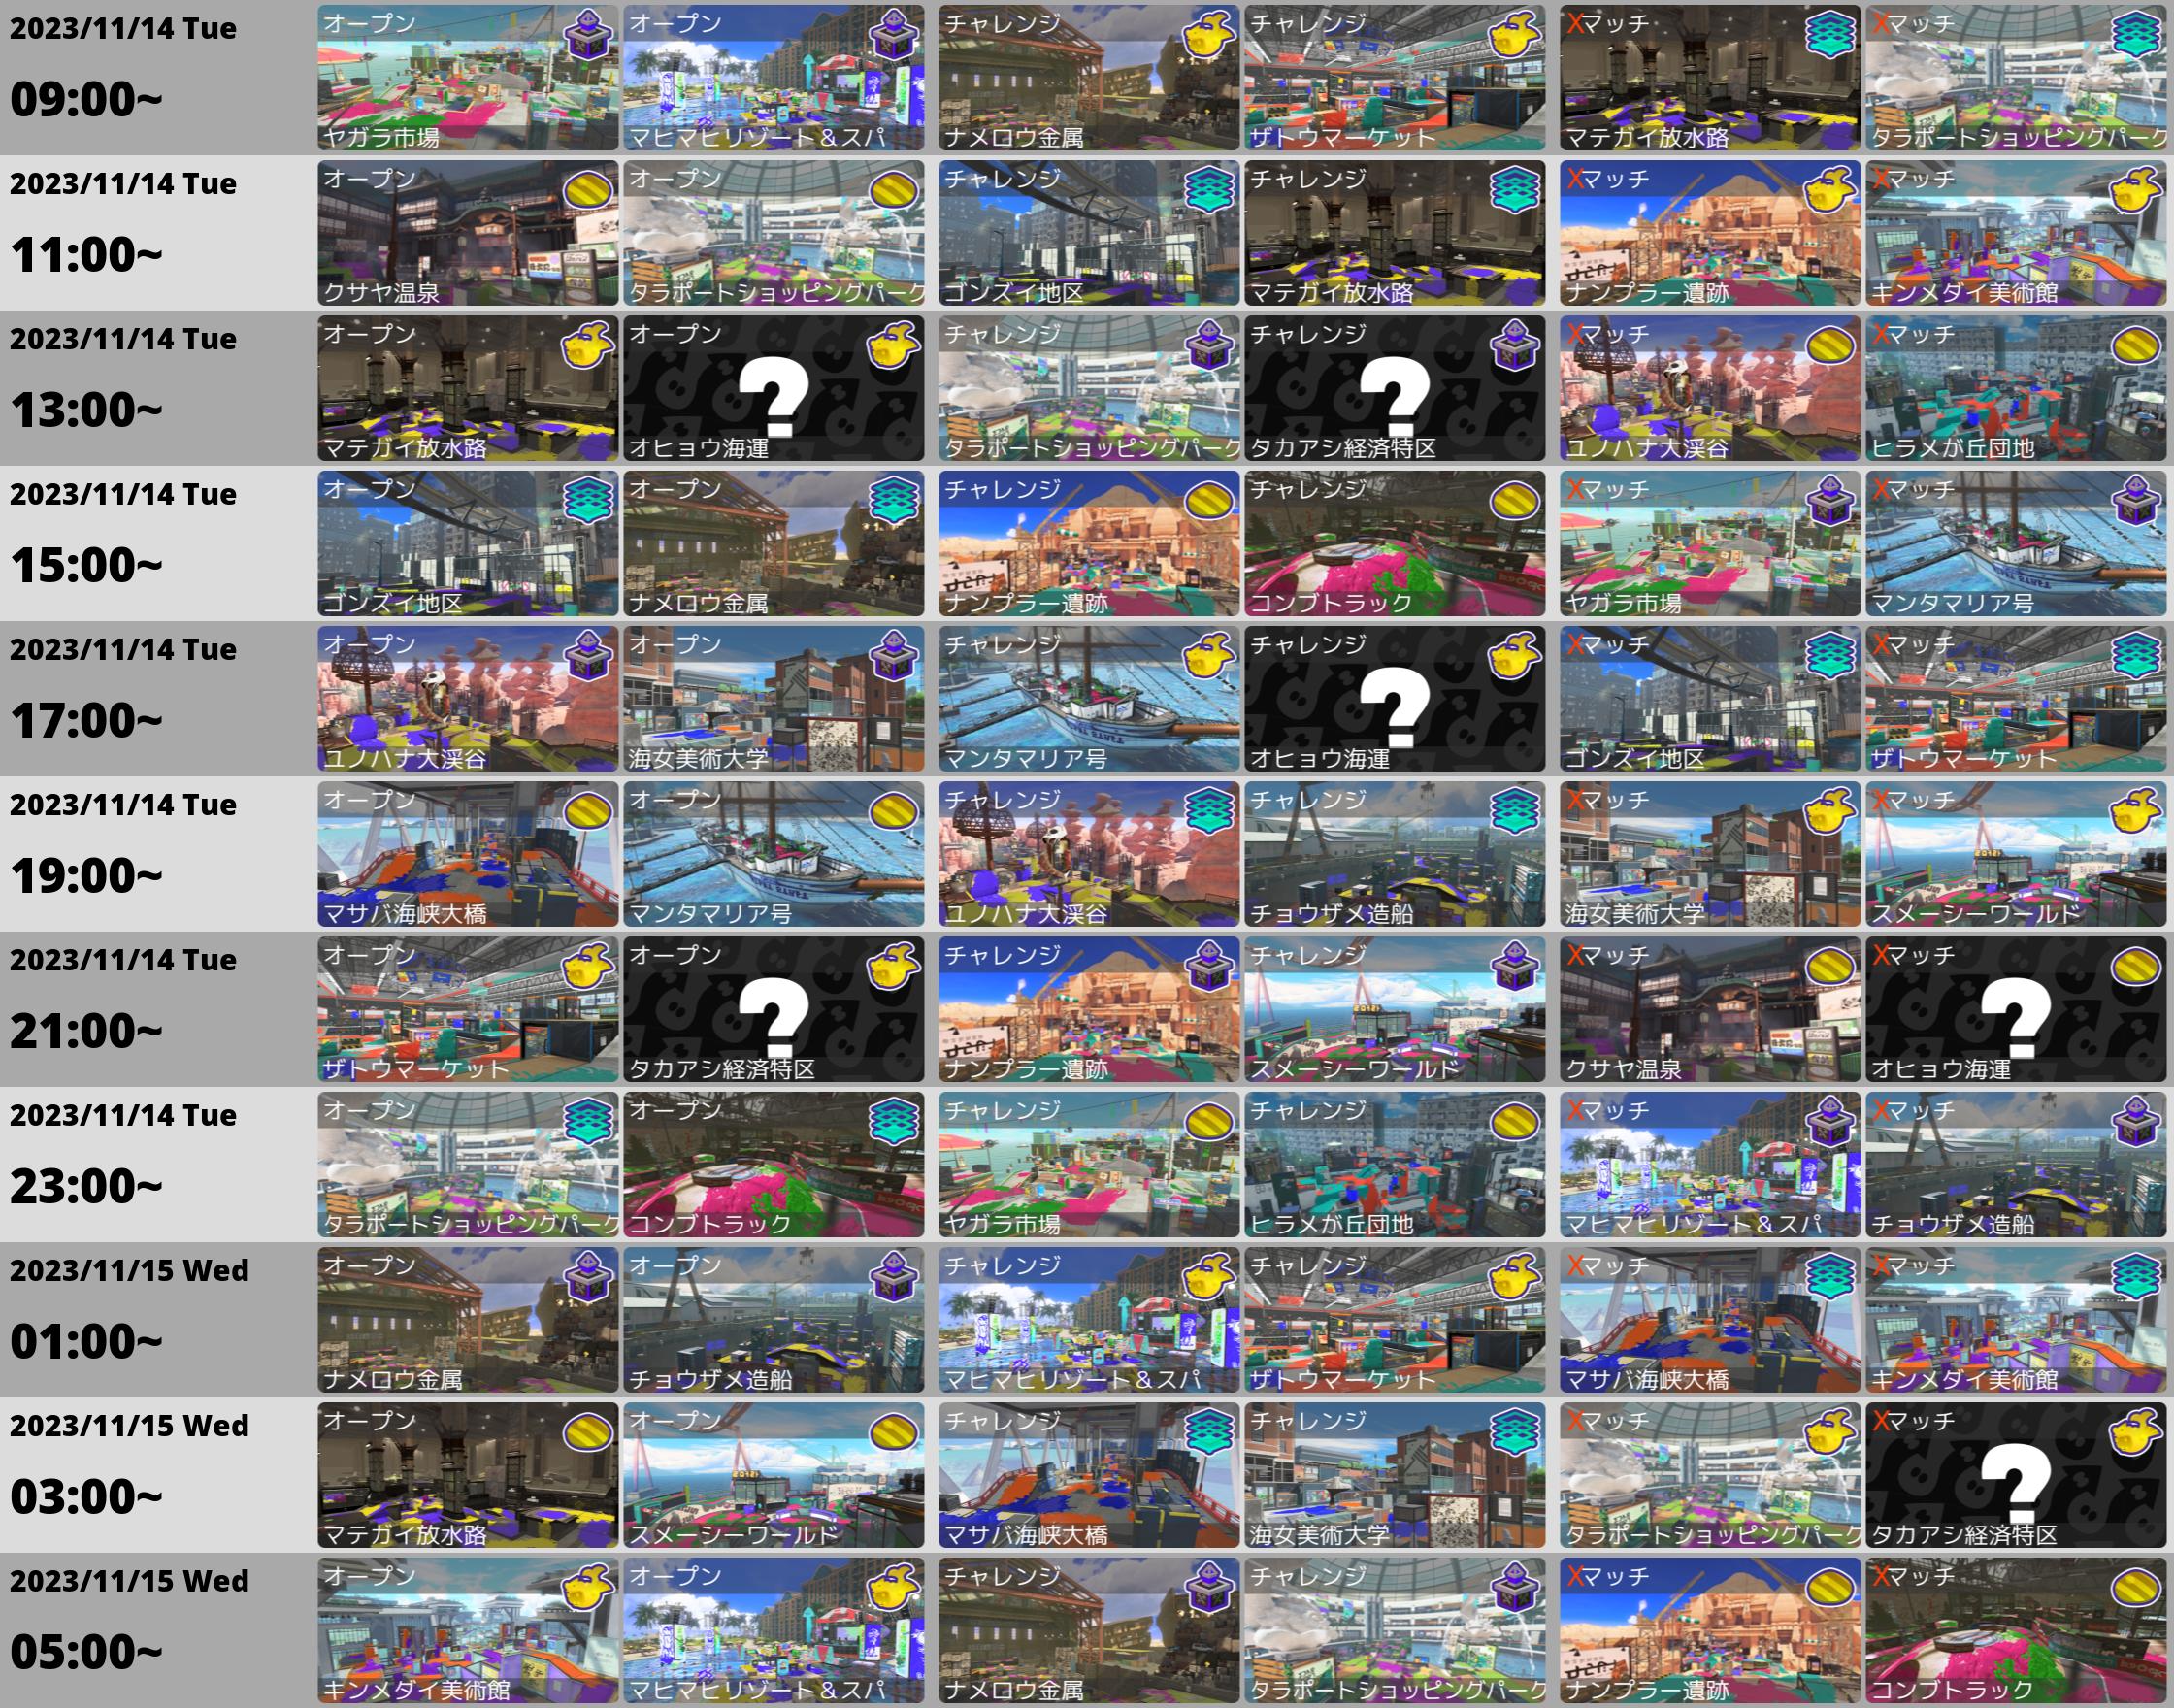 2023/11/14 Tue
09:00~
オープン
ヤガラ市場
オープン
マヒマヒリゾート＆スパ
チャレンジ
ナメロウ金属
チャレンジ
ザトウマーケット
Xマッチ
マテガイ放水路
Xマッチ
タラポートショッピングパーク
2023/11/14 Tue
11:00~
オープン
クサヤ温泉
オープン
タラポートショッピングパーク
チャレンジ
ゴンズイ地区
チャレンジ
マテガイ放水路
Xマッチ
ナンプラー遺跡
Xマッチ
キンメダイ美術館
2023/11/14 Tue
13:00~
オープン
マテガイ放水路
オープン
?
オヒョウ海運
チャレンジ
タラポートショッピングパーク
チャレンジ
?
タカアシ経済特区
Xマッチ
ユノハナ大渓谷
Xマッチ
ヒラメが丘団地
2023/11/14 Tue
15:00~
オープン
ゴンズイ地区
オープン
ナメロウ金属
チャレンジ
ナンプラー遺跡
チャレンジ
コンブトラック
Xマッチ
ヤガラ市場
Xマッチ
マンタマリア号
2023/11/14 Tue
17:00~
オープン
ユノハナ大渓谷
オープン
海女美術大学
チャレンジ
マンタマリア号
チャレンジ
?
オヒョウ海運
Xマッチ
ゴンズイ地区
Xマッチ
ザトウマーケット
2023/11/14 Tue
19:00~
オープン
マサバ海峡大橋
オープン
マンタマリア号
チャレンジ
ユノハナ大渓谷
チャレンジ
チョウザメ造船
Xマッチ
海女美術大学
Xマッチ
スメーシーワールド
2023/11/14 Tue
21:00~
オープン
ザトウマーケット
オープン
?
タカアシ経済特区
チャレンジ
ナンプラー遺跡
チャレンジ
スメーシーワールド
Xマッチ
クサヤ温泉
Xマッチ
?
オヒョウ海運
2023/11/14 Tue
23:00~
オープン
タラポートショッピングパーク
オープン
コンブトラック
チャレンジ
ヤガラ市場
チャレンジ
ヒラメが丘団地
Xマッチ
マヒマヒリゾート＆スパ
Xマッチ
チョウザメ造船
2023/11/15 Wed
01:00~
オープン
ナメロウ金属
オープン
チョウザメ造船
チャレンジ
マヒマヒリゾート＆スパ
チャレンジ
ザトウマーケット
Xマッチ
マサバ海峡大橋
Xマッチ
キンメダイ美術館
2023/11/15 Wed
03:00~
オープン
マテガイ放水路
オープン
スメーシーワールド
チャレンジ
マサバ海峡大橋
チャレンジ
海女美術大学
Xマッチ
タラポートショッピングパーク
Xマッチ
?
タカアシ経済特区
2023/11/15 Wed
05:00~
オープン
キンメダイ美術館
オープン
マヒマヒリゾート＆スパ
チャレンジ
ナメロウ金属
チャレンジ
タラポートショッピングパーク
Xマッチ
ナンプラー遺跡
Xマッチ
コンブトラック